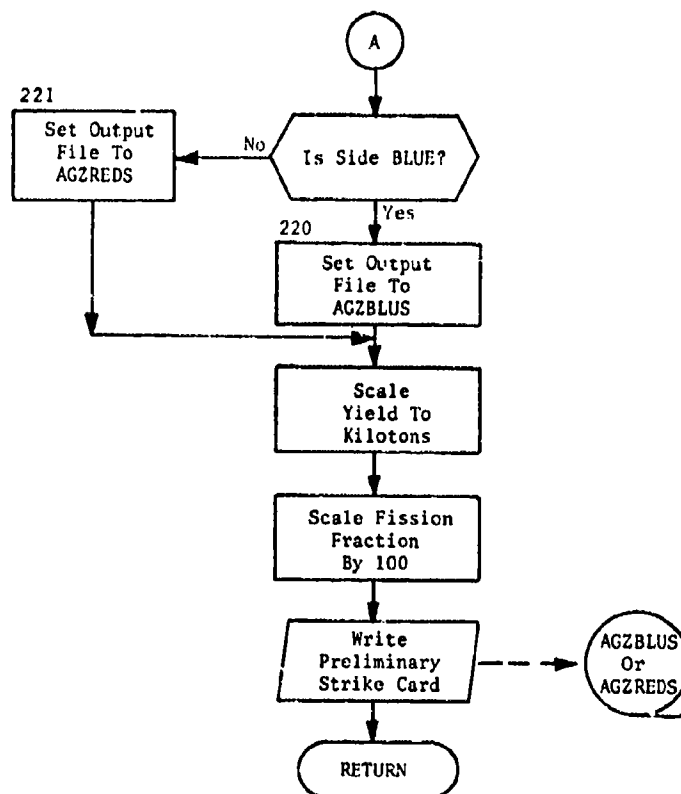 A
221
Set Output
File To
AGZREDS
No
Is Side BLUE?
Yes
220
Set Output
File To
AGZBLUS
Scale
Yield To
Kilotons
Scale Fission
Fraction
By 100
Write
Preliminary
Strike Card
AGZBLUS
Or
AGZREDS
RETURN